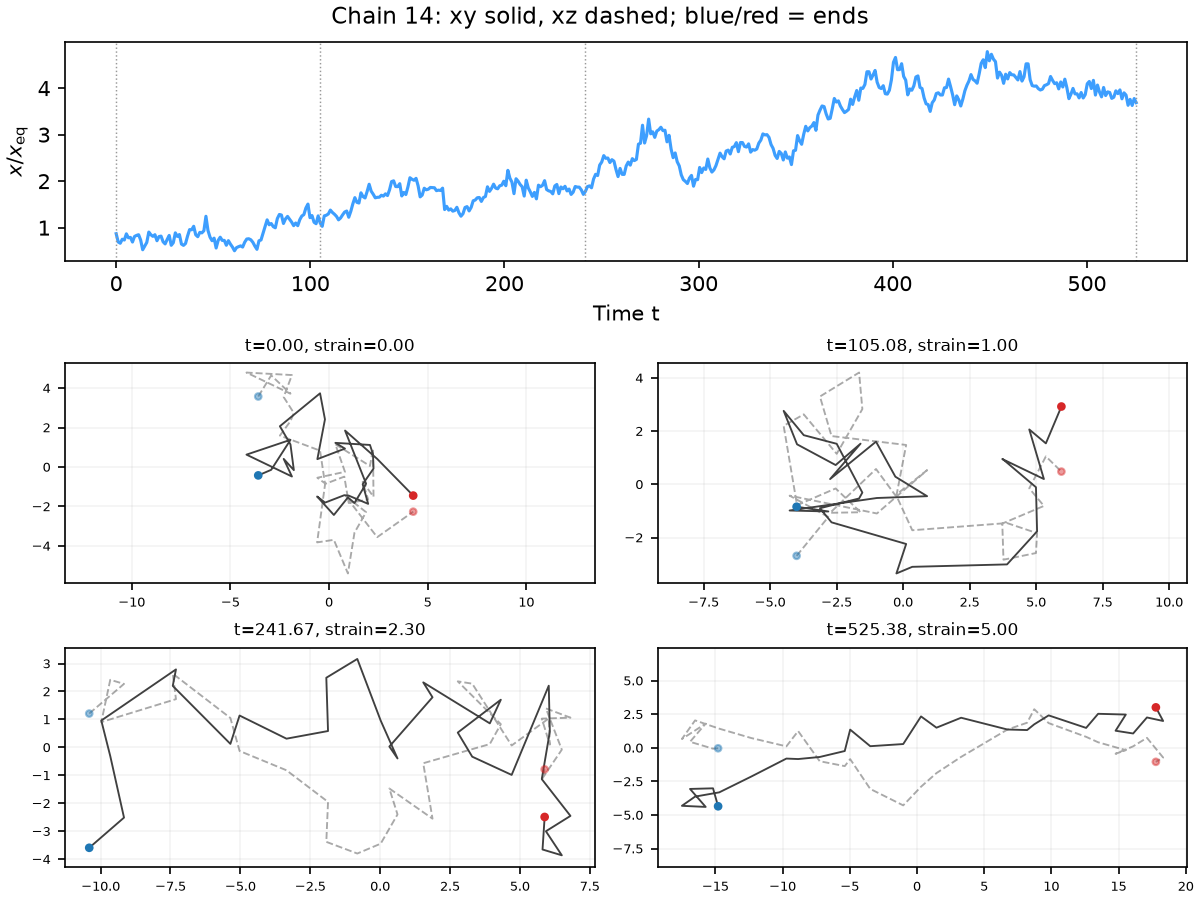 Chain 14: xy solid, xz dashed; blue/red = ends
x/x_eq
4
3
2
1
0 100 200 300 400 500
Time t
t=0.00, strain=0.00
4
2
0
−2
−4
−10 −5 0 5 10
t=105.08, strain=1.00
4
2
0
−2
−7.5 −5.0 −2.5 0.0 2.5 5.0 7.5 10.0
t=241.67, strain=2.30
3
2
1
0
−1
−2
−3
−4
−10.0 −7.5 −5.0 −2.5 0.0 2.5 5.0 7.5
t=525.38, strain=5.00
5.0
2.5
0.0
−2.5
−5.0
−7.5
−15 −10 −5 0 5 10 15 20